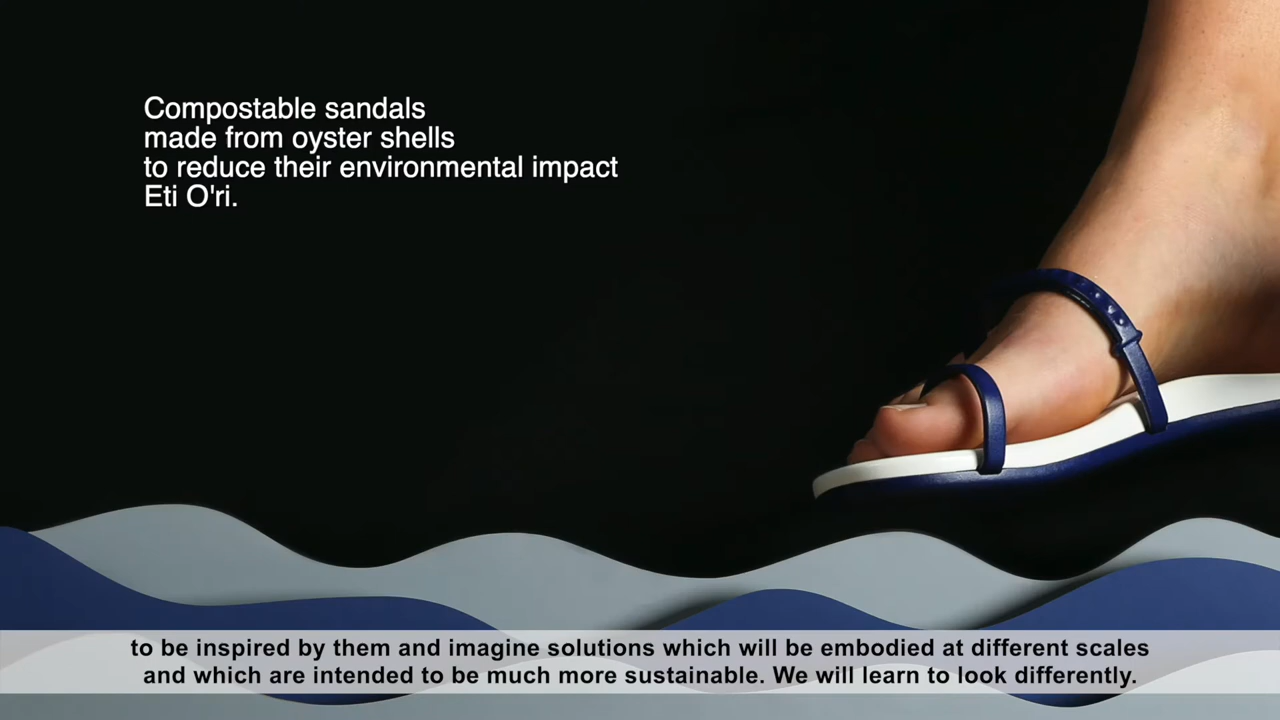 Compostable sandals
made from oyster shells
to reduce their environmental impact
Eti O'ri.
to be inspired by them and imagine solutions which will be embodied at different scales
and which are intended to be much more sustainable. We will learn to look differently.